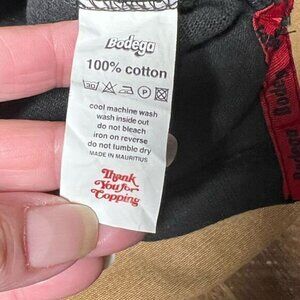 Bodega
100% cotton
P
cool machine wash
wash inside out
do not bleach
iron on reverse
do not tumble dry
MADE IN MAURITIUS
Thank
You for
Copping